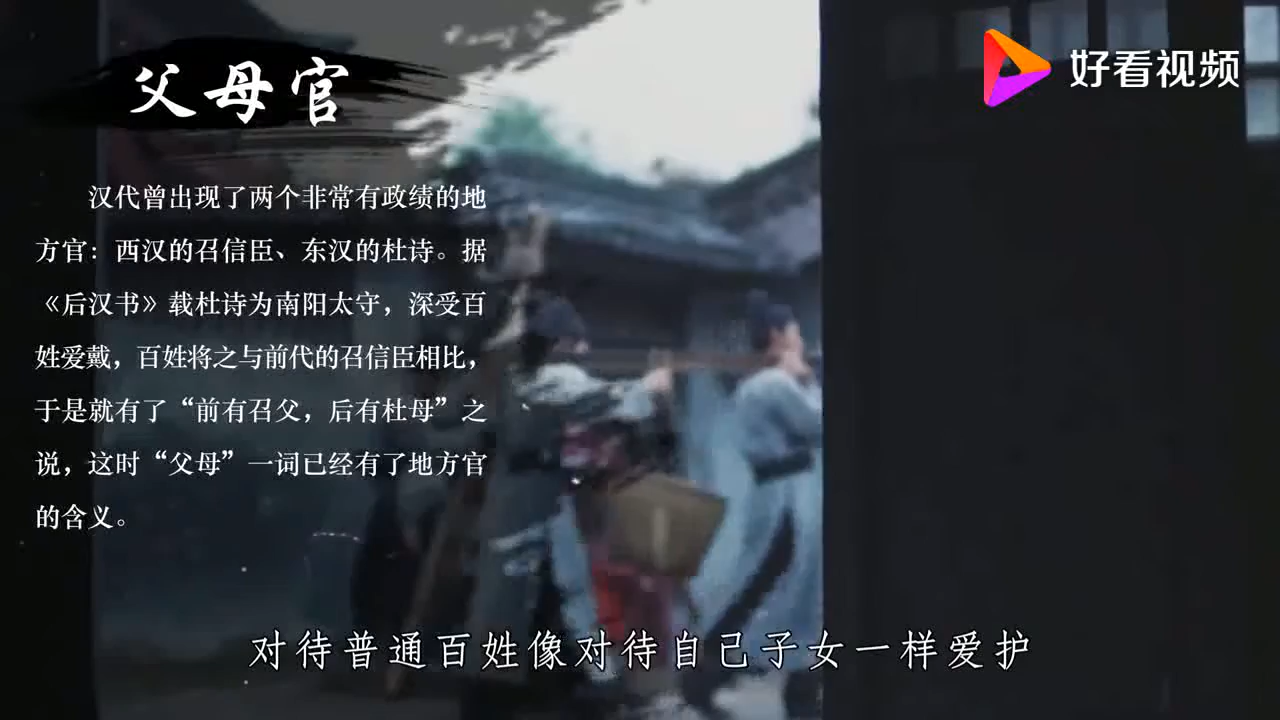 父母官
好看视频
汉代曾出现了两个非常有政绩的地
方官：西汉的召信臣、东汉的杜诗。据
《后汉书》载杜诗为南阳太守，深受百
姓爱戴，百姓将之与前代的召信臣相比，
于是就有了“前有召父，后有杜母”之
说，这时“父母”一词已经有了地方官
的含义。
对待普通百姓像对待自己子女一样爱护